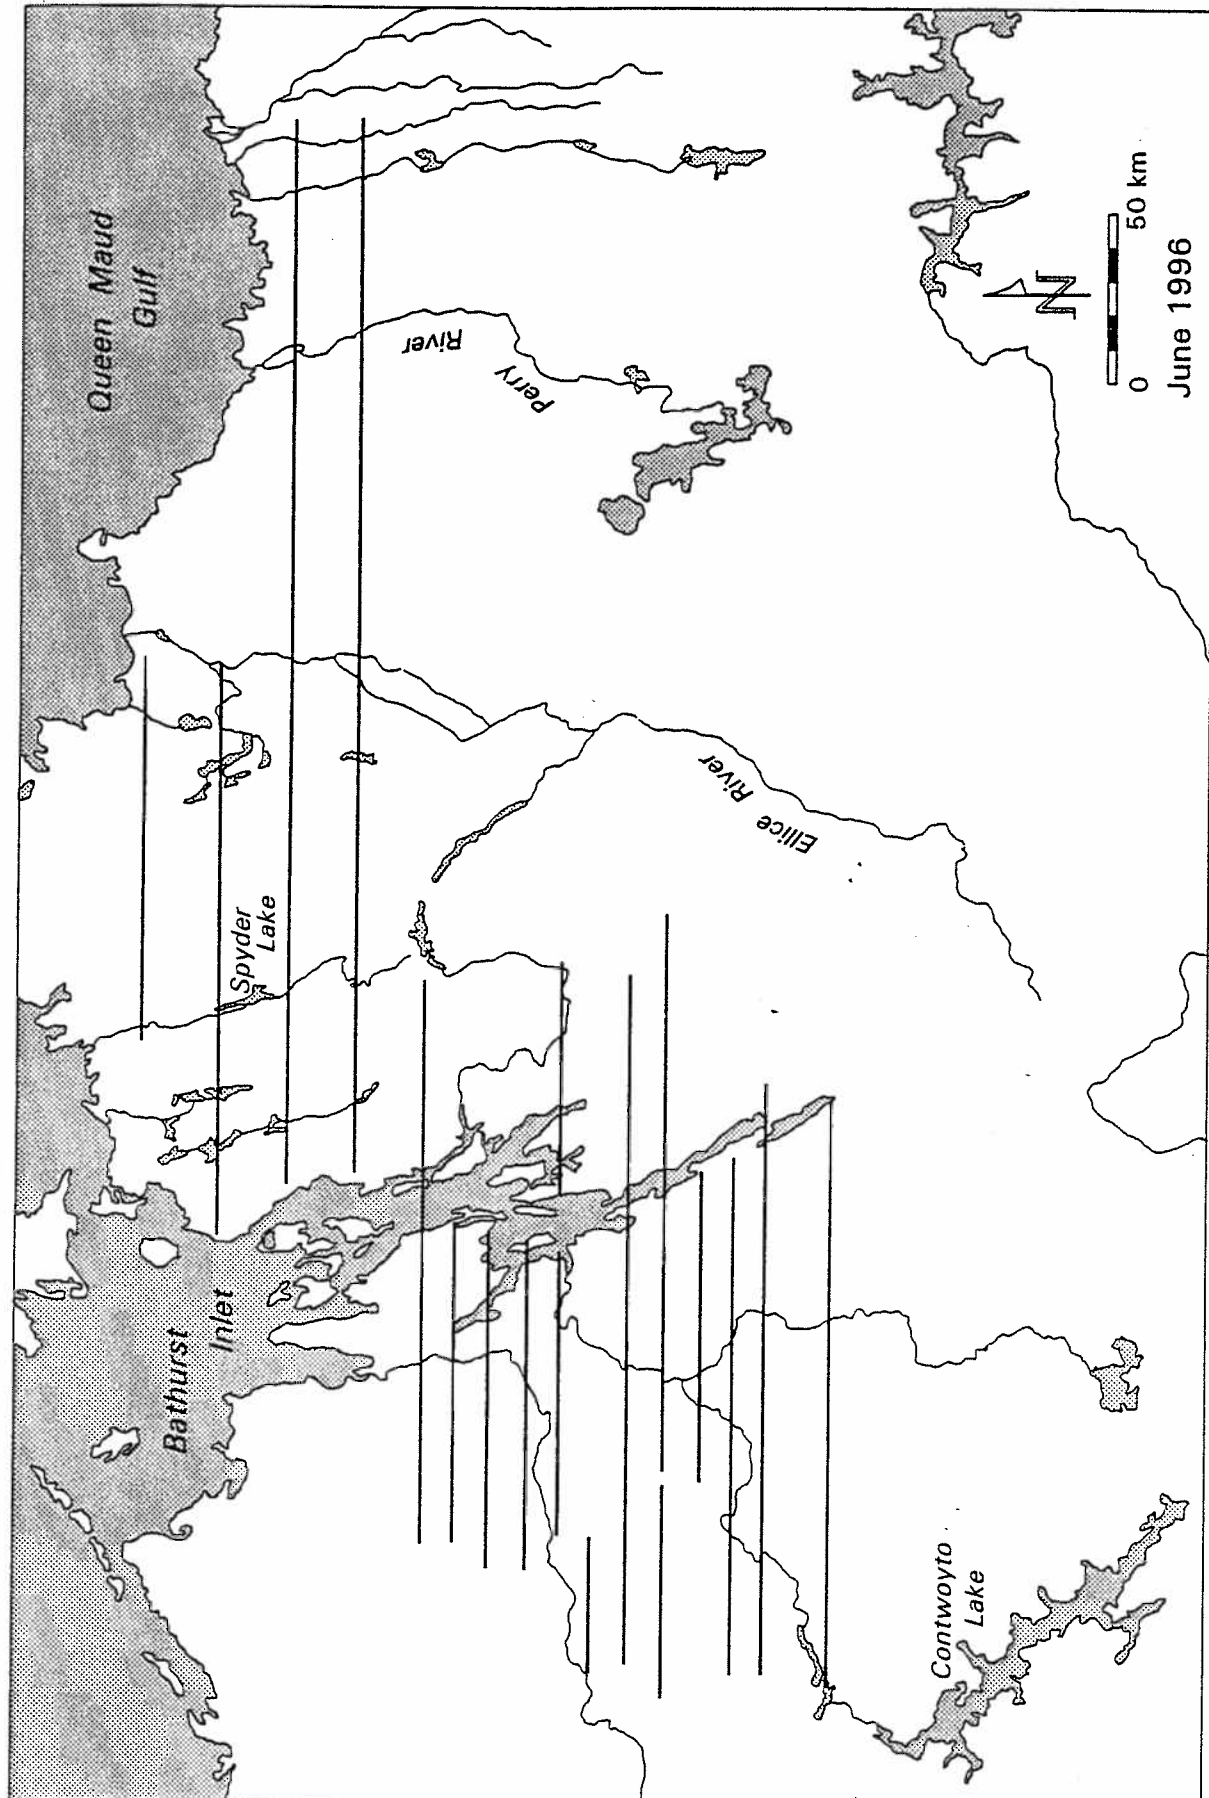 Queen Maud
Gulf
Bathurst
Inlet
Spyder
Lake
Perry
River
Ellice River
Contwoyto
Lake
N
0 50 km
June 1996